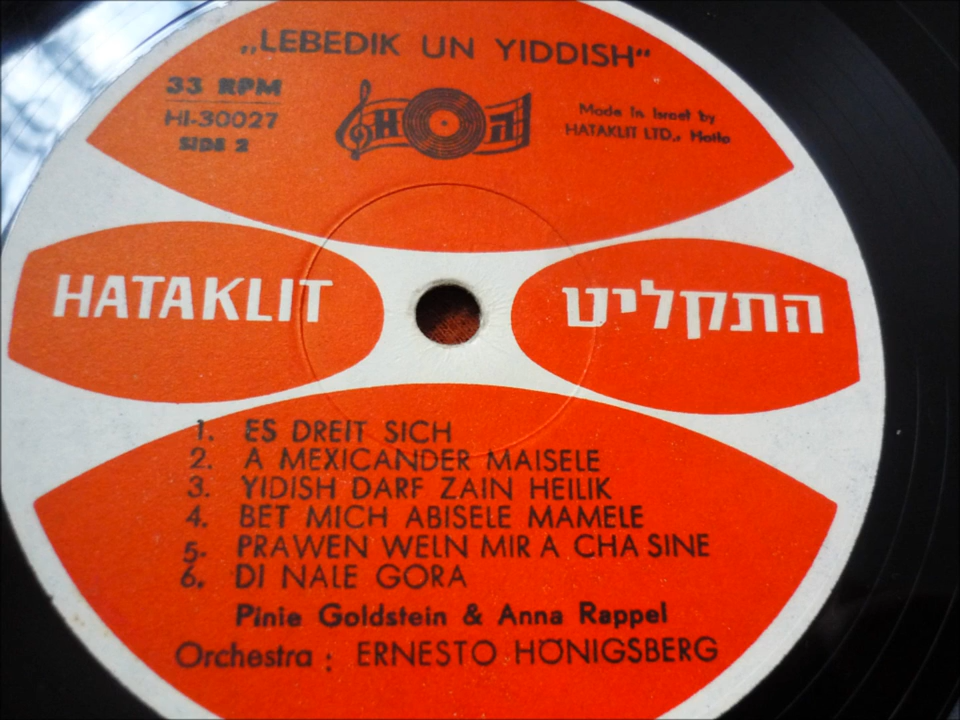 „LEBEDIK UN YIDDISH“
33 RPM
HI-30027
SIDE 2
Made in Israel by
HATAKLIT LTD., Haifa
HATAKLIT
התקליט
1. ES DREIT SICH
2. A MEXICANDER MAISELE
3. YIDISH DARF ZAIN HEILIK
4. BET MICH ABISELE MAMELE
5. PRAWEN WELN MIR A CHA SINE
6. DI NALE GORA
Pinie Goldstein & Anna Rappel
Orchestra : ERNESTO HÖNIGSBERG